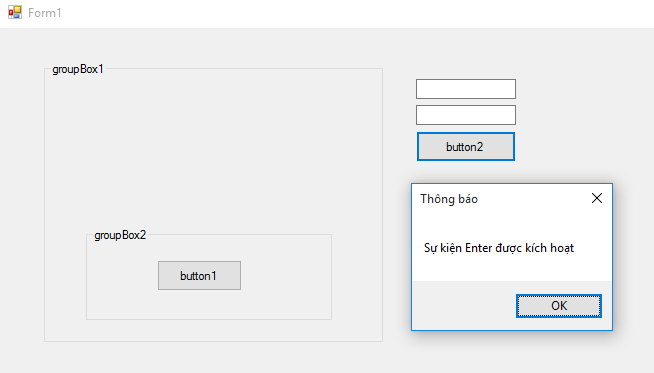 Form1
groupBox1
button2
Thông báo
Sự kiện Enter được kích hoạt
OK
groupBox2
button1